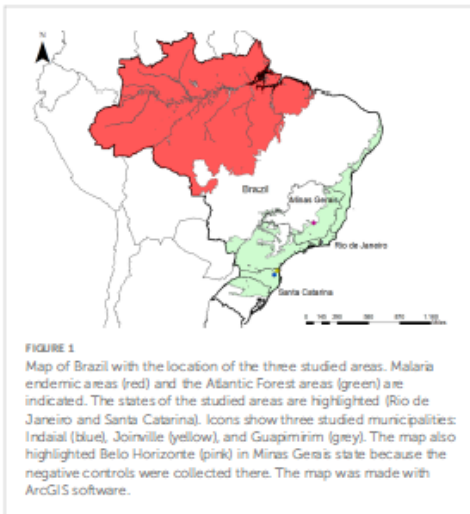 N
Brazil
Minas Gerais
Rio de Janeiro
Santa Catarina
FIGURE 1
Map of Brazil with the location of the three studied areas. Malaria
endemic areas (red) and the Atlantic Forest areas (green) are
indicated. The states of the studied areas are highlighted (Rio de
Janeiro and Santa Catarina). Icons show three studied municipalities:
Indaial (blue), Joinville (yellow), and Guapimirim (grey). The map also
highlighted Belo Horizonte (pink) in Minas Gerais state because the
negative controls were collected there. The map was made with
ArcGIS software.